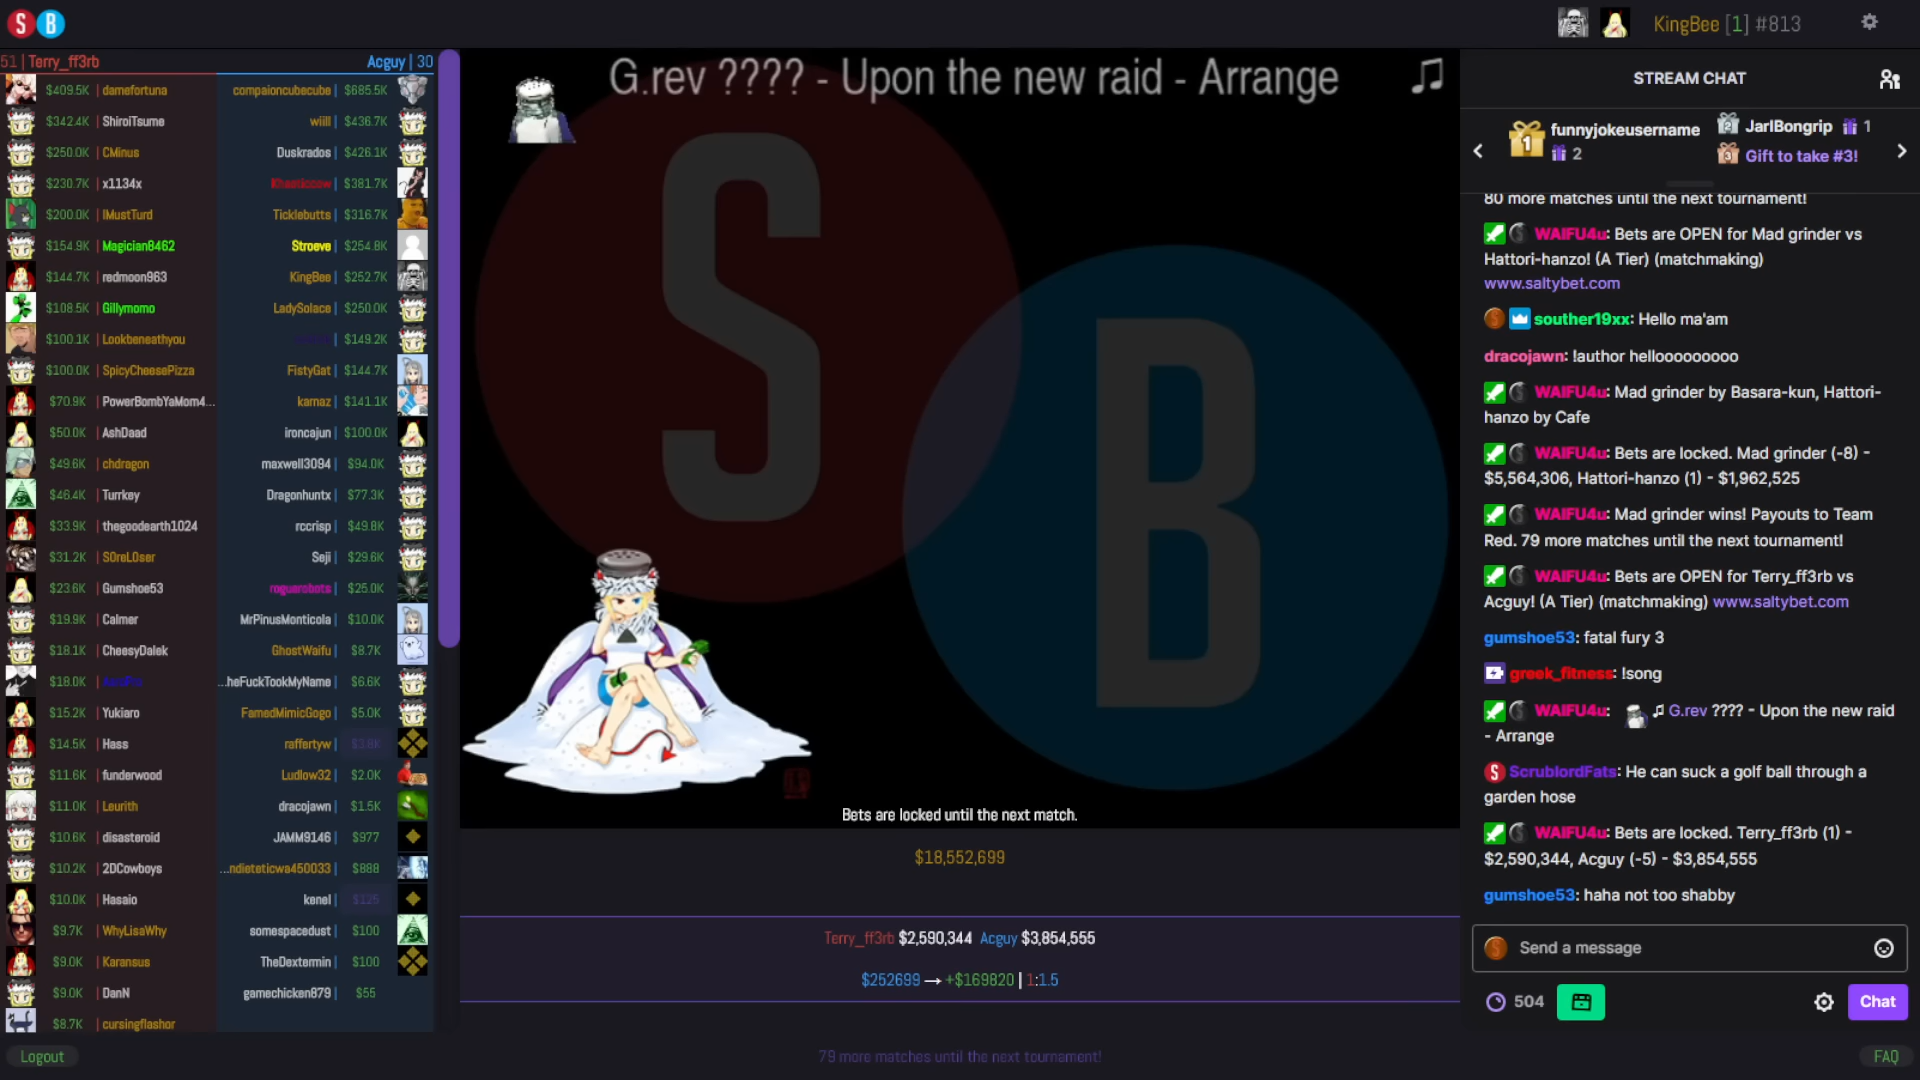 S B
KingBee [1] #813
51 | Terry_ff3rb
Acguy | 30
$409.5K | damefortuna
compaioncubecube | $685.5K
$342.4K | ShiroiTsume
wiill | $436.7K
$250.0K | CMinus
Duskrados | $426.1K
$230.7K | x1134x
Khaoticcow | $381.7K
$200.0K | IMustTurd
Ticklebutts | $316.7K
$154.9K | Magician8462
Stroeve | $254.8K
$144.7K | redmoon963
KingBee | $252.7K
$108.5K | Gillymomo
LadySolace | $250.0K
$100.1K | Lookbeneathyou
| $149.2K
$100.0K | SpicyCheesePizza
FistyGat | $144.7K
$70.9K | PowerBombYaMom4...
kamaz | $141.1K
$50.0K | AshDaad
ironcajun | $100.0K
$49.6K | chdragon
maxwell3094 | $94.0K
$46.4K | Turrkey
Dragonhuntx | $77.3K
$33.9K | thegoodearth1024
rccrisp | $49.8K
$31.2K | S0reL0ser
Seji | $29.6K
$23.6K | Gumshoe53
roguerobots | $25.0K
$19.9K | Calmer
MrPinusMonticola | $10.0K
$18.1K | CheesyDalek
GhostWaifu | $8.7K
$18.0K |
...heFuckTookMyName | $6.6K
$15.2K | Yukiaro
FamedMimicGogo | $5.0K
$14.5K | Hass
raffertyw | $3.8K
$11.6K | funderwood
Ludlow32 | $2.0K
$11.0K | Leurith
dracojawn | $1.5K
$10.6K | disasteroid
JAMM9146 | $977
$10.2K | 2DCowboys
...ndieteticwa450033 | $888
$10.0K | Hasaio
kenel | $125
$9.7K | WhyLisaWhy
somespacedust | $100
$9.0K | Karansus
TheDextermin | $100
$9.0K | DanN
gamechicken879 | $55
$8.7K | cursingflashor
Logout
G.rev ???? - Upon the new raid - Arrange
S
B
Bets are locked until the next match.
$18,552,699
Terry_ff3rb $2,590,344 Acguy $3,854,555
$252699 → +$169820 | 1:1.5
79 more matches until the next tournament!
STREAM CHAT
1 funnyjokeusername
2
2 JarlBongrip 1
3 Gift to take #3!
80 more matches until the next tournament!
WAIFU4u: Bets are OPEN for Mad grinder vs
Hattori-hanzo! (A Tier) (matchmaking)
www.saltybet.com
souther19xx: Hello ma'am
dracojawn: !author hellooooooooo
WAIFU4u: Mad grinder by Basara-kun, Hattori-
hanzo by Cafe
WAIFU4u: Bets are locked. Mad grinder (-8) -
$5,564,306, Hattori-hanzo (1) - $1,962,525
WAIFU4u: Mad grinder wins! Payouts to Team
Red. 79 more matches until the next tournament!
WAIFU4u: Bets are OPEN for Terry_ff3rb vs
Acguy! (A Tier) (matchmaking) www.saltybet.com
gumshoe53: fatal fury 3
greek_fitness: !song
WAIFU4u: G.rev ???? - Upon the new raid
- Arrange
ScrublordFats: He can suck a golf ball through a
garden hose
WAIFU4u: Bets are locked. Terry_ff3rb (1) -
$2,590,344, Acguy (-5) - $3,854,555
gumshoe53: haha not too shabby
Send a message
504
Chat
FAQ